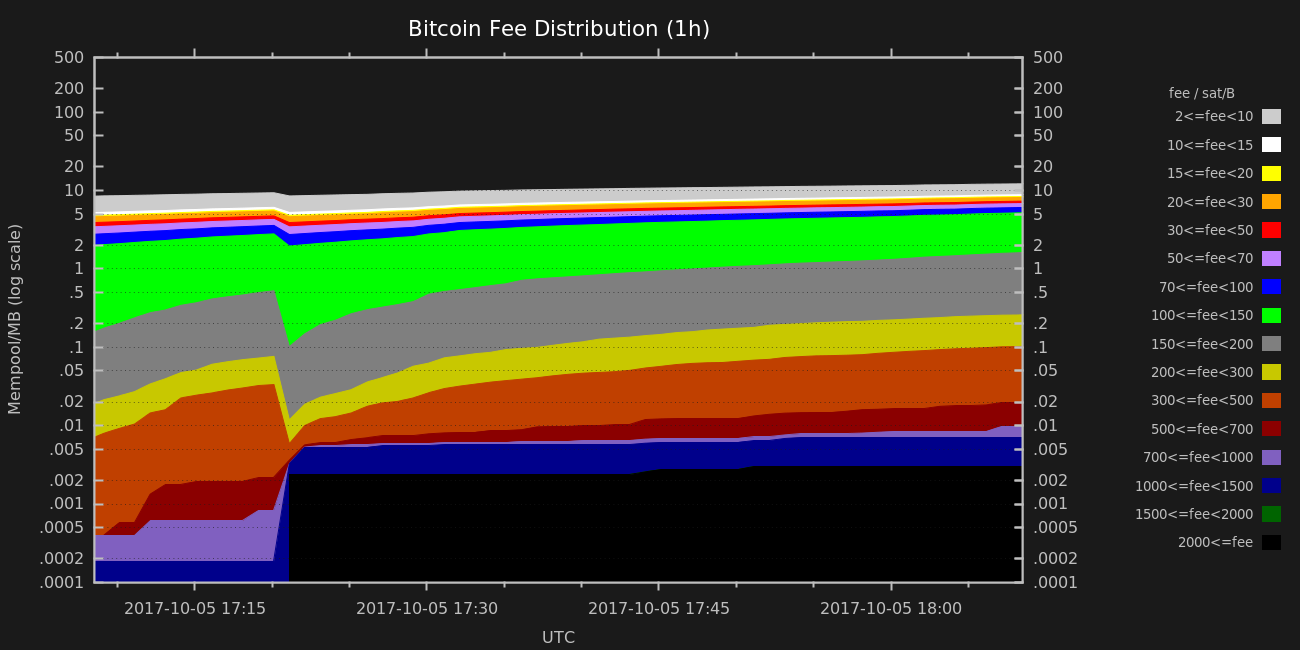 Bitcoin Fee Distribution (1h)
500
200
100
50
20
10
5
2
1
.5
.2
.1
.05
.02
.01
.005
.002
.001
.0005
.0002
.0001
Mempool/MB (log scale)
500
200
100
50
20
10
5
2
1
.5
.2
.1
.05
.02
.01
.005
.002
.001
.0005
.0002
.0001
2017-10-05 17:15
2017-10-05 17:30
2017-10-05 17:45
2017-10-05 18:00
UTC
fee / sat/B
2<=fee<10
10<=fee<15
15<=fee<20
20<=fee<30
30<=fee<50
50<=fee<70
70<=fee<100
100<=fee<150
150<=fee<200
200<=fee<300
300<=fee<500
500<=fee<700
700<=fee<1000
1000<=fee<1500
1500<=fee<2000
2000<=fee